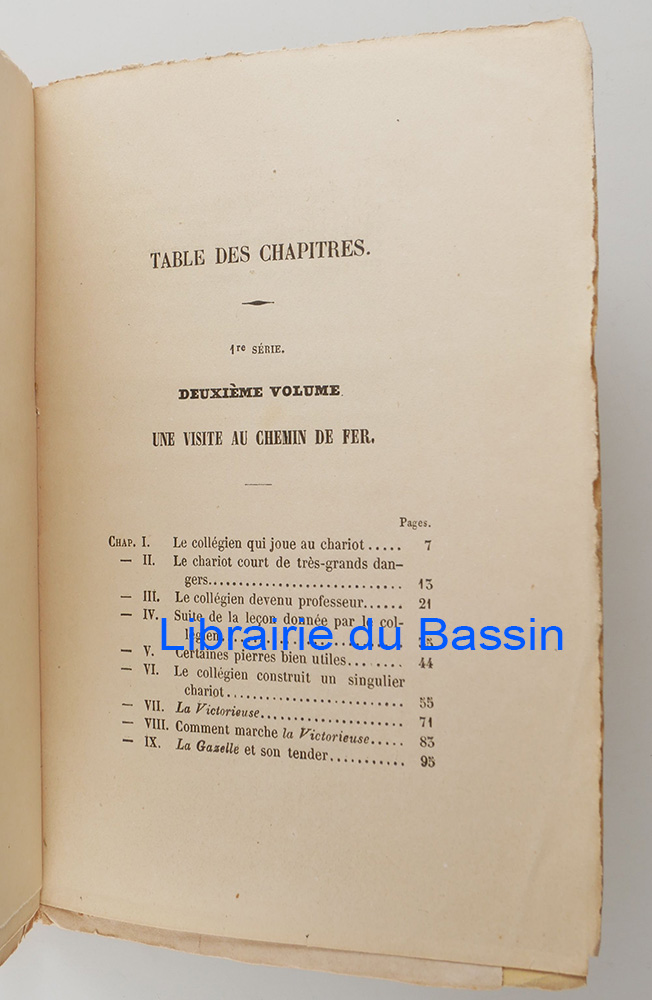 TABLE DES CHAPITRES.
1re SÉRIE.
DEUXIÈME VOLUME
UNE VISITE AU CHEMIN DE FER.
Pages.
CHAP. I. Le collégien qui joue au chariot ..... 7
— II. Le chariot court de très-grands dan-
gers........................ 13
— III. Le collégien devenu professeur...... 21
— IV. Suite de la leçon donnée par le col-
légien
Librairie du Bassin
— V. Certaines pierres bien utiles........ 44
— VI. Le collégien construit un singulier
chariot........................ 55
— VII. La Victorieuse.................... 71
— VIII. Comment marche la Victorieuse..... 83
— IX. La Gazelle et son tender........... 95